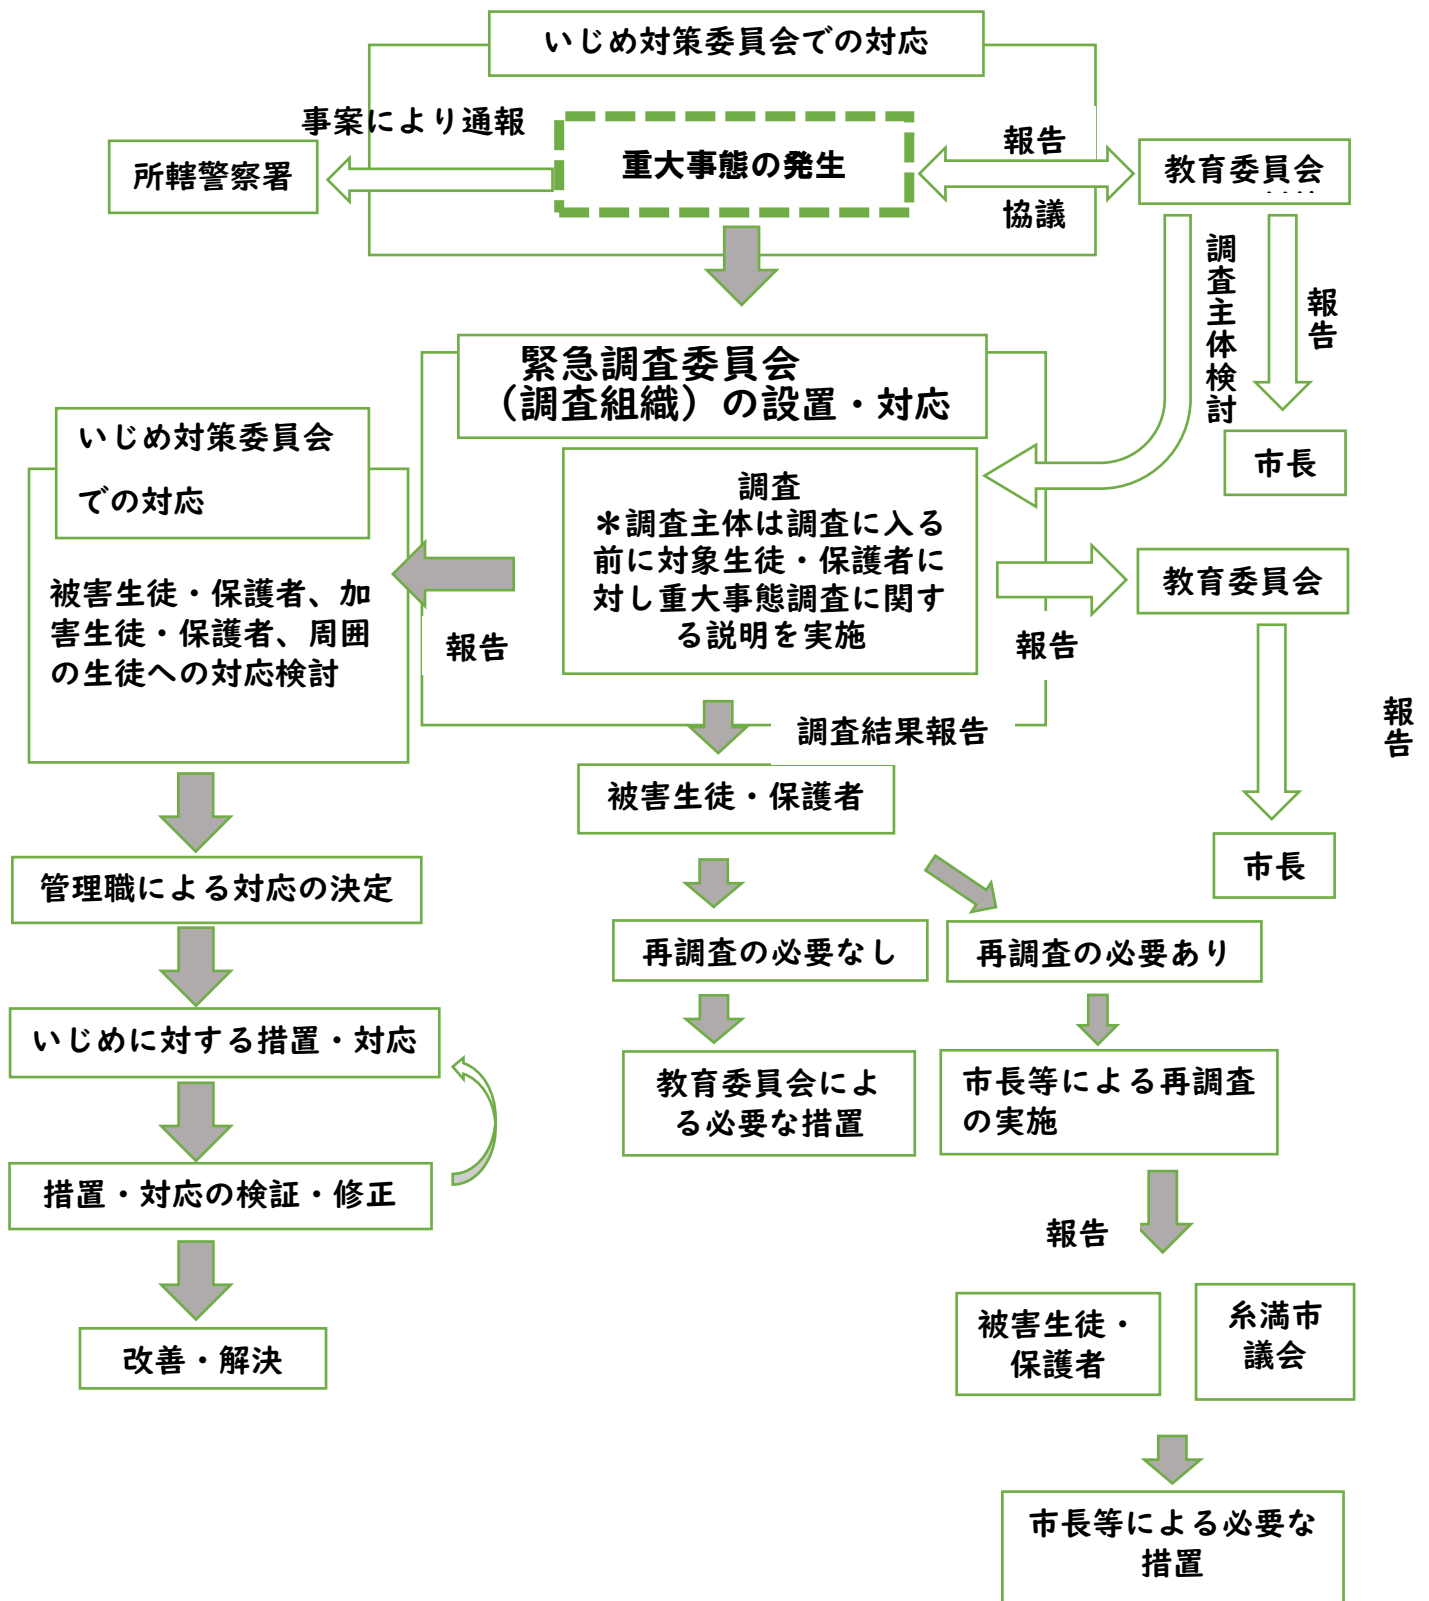 いじめ対策委員会での対応
事案により通報
重大事態の発生
報告
協議
所轄警察署
教育委員会
調査主体検討
報告
市長
緊急調査委員会
(調査組織)の設置・対応
いじめ対策委員会
での対応
被害生徒・保護者、加
害生徒・保護者、周囲
の生徒への対応検討
調査
*調査主体は調査に入る
前に対象生徒・保護者に
対し重大事態調査に関す
る説明を実施
報告
報告
教育委員会
報告
調査結果報告
被害生徒・保護者
市長
管理職による対応の決定
再調査の必要なし
再調査の必要あり
いじめに対する措置・対応
教育委員会によ
る必要な措置
市長等による再調査
の実施
措置・対応の検証・修正
報告
改善・解決
被害生徒・
保護者
糸満市
議会
市長等による必要な
措置